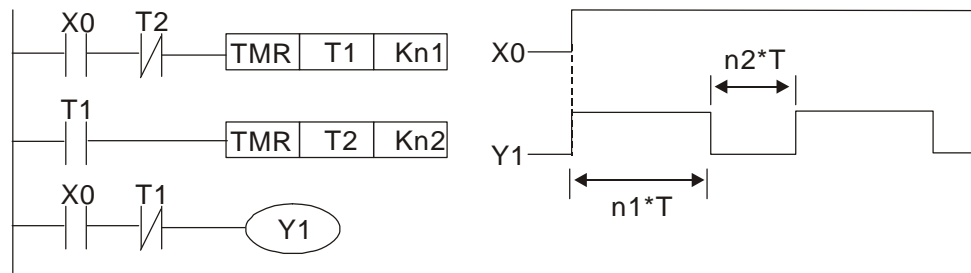 X0 T2
TMR T1 Kn1
T1
TMR T2 Kn2
X0 T1
Y1
X0
n2*T
Y1
n1*T